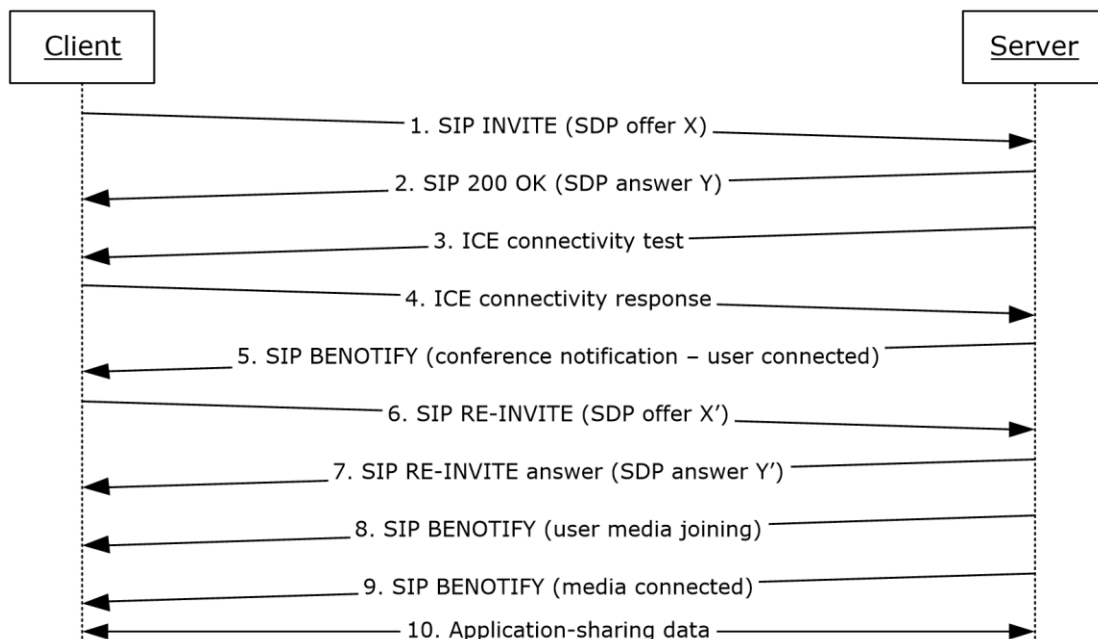 Client
Server
1. SIP INVITE (SDP offer X)
2. SIP 200 OK (SDP answer Y)
3. ICE connectivity test
4. ICE connectivity response
5. SIP BENOTIFY (conference notification – user connected)
6. SIP RE-INVITE (SDP offer X’)
7. SIP RE-INVITE answer (SDP answer Y’)
8. SIP BENOTIFY (user media joining)
9. SIP BENOTIFY (media connected)
10. Application-sharing data